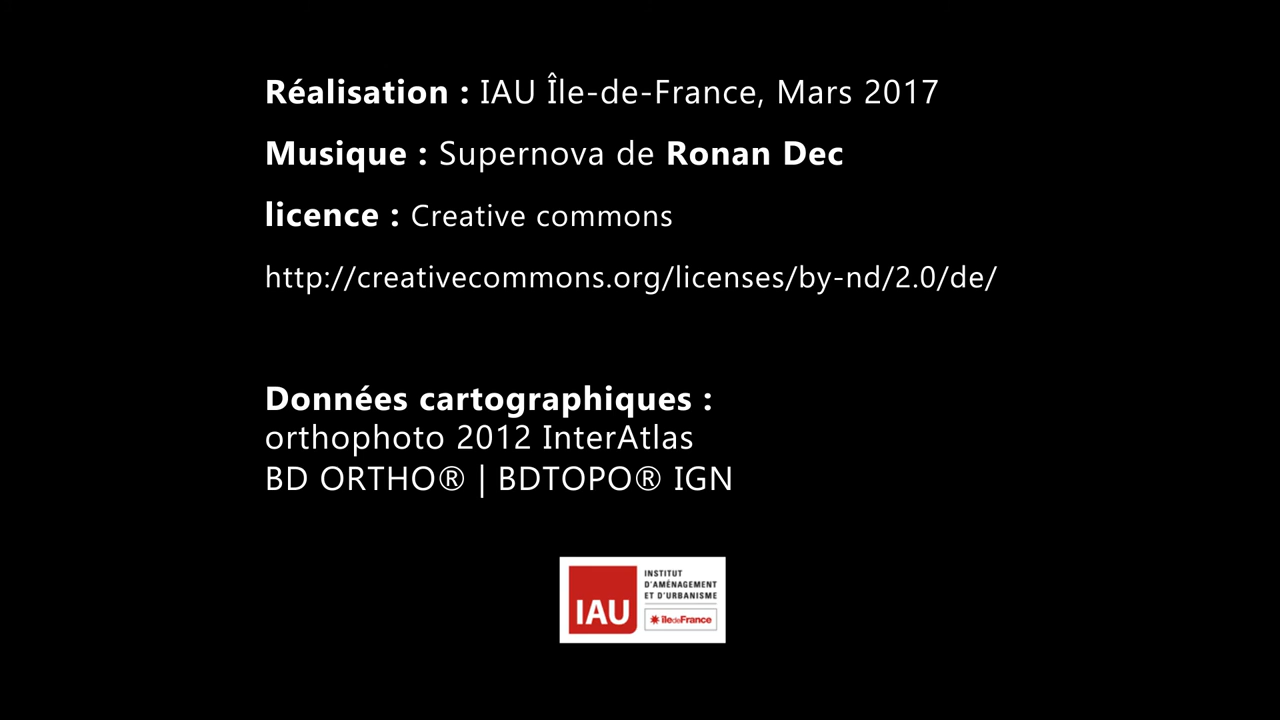 Réalisation : IAU Île-de-France, Mars 2017
Musique : Supernova de Ronan Dec
licence : Creative commons
http://creativecommons.org/licenses/by-nd/2.0/de/
Données cartographiques :
orthophoto 2012 InterAtlas
BD ORTHO® | BDTOPO® IGN
IAU
INSTITUT
D'AMÉNAGEMENT
ET D'URBANISME
îledeFrance